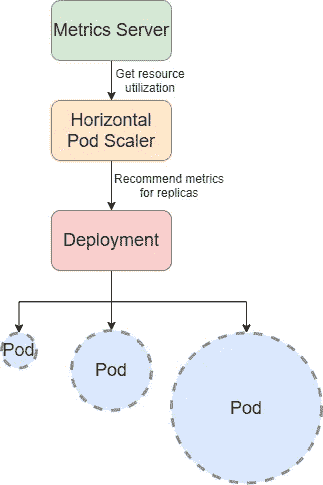 Metrics Server
Get resource
utilization
Horizontal
Pod Scaler
Recommend metrics
for replicas
Deployment
Pod
Pod
Pod